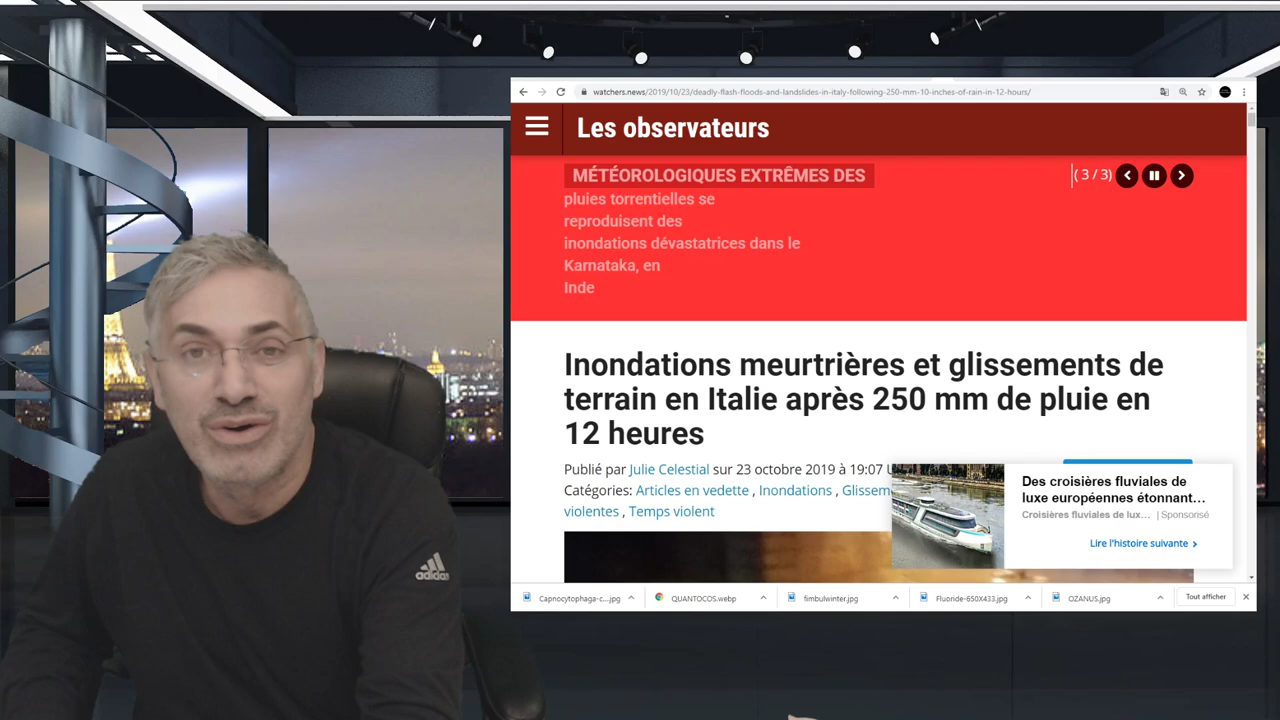 watchers.news/2019/10/23/deadly-flash-floods-and-landslides-in-italy-following-250-mm-10-inches-of-rain-in-12-hours/
Les observateurs
MÉTÉOROLOGIQUES EXTRÊMES DES
pluies torrentielles se
reproduisent des
inondations dévastatrices dans le
Karnataka, en
Inde
( 3 / 3)
Inondations meurtrières et glissements de
terrain en Italie après 250 mm de pluie en
12 heures
Publié par Julie Celestial sur 23 octobre 2019 à 19:07
Catégories: Articles en vedette , Inondations , Glissem
violentes , Temps violent
Des croisières fluviales de
luxe européennes étonnant...
Croisières fluviales de lux... | Sponsorisé
Lire l'histoire suivante
adidas
Capnocytophaga-c....jpg
QUANTOCOS.webp
fimbulwinter.jpg
Fluoride-650X433.jpg
OZANUS.jpg
Tout afficher